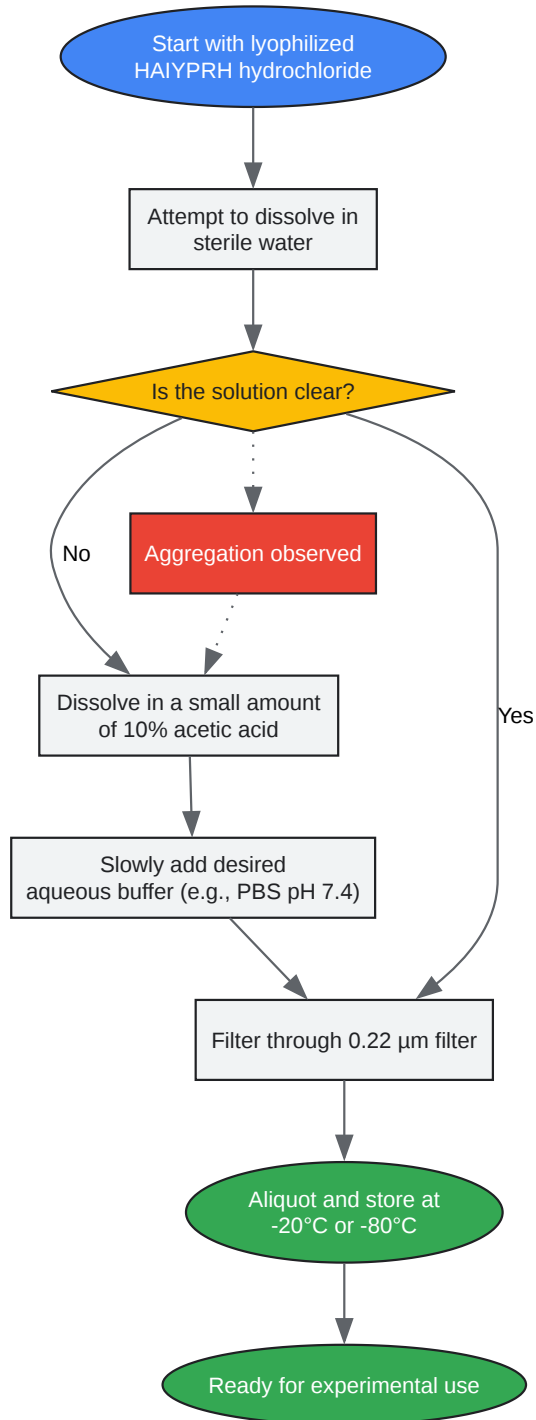 Start with lyophilized
HAIYPRH hydrochloride
Attempt to dissolve in
sterile water
Is the solution clear?
No
Aggregation observed
Dissolve in a small amount
of 10% acetic acid
Yes
Slowly add desired
aqueous buffer (e.g., PBS pH 7.4)
Filter through 0.22 µm filter
Aliquot and store at
-20°C or -80°C
Ready for experimental use